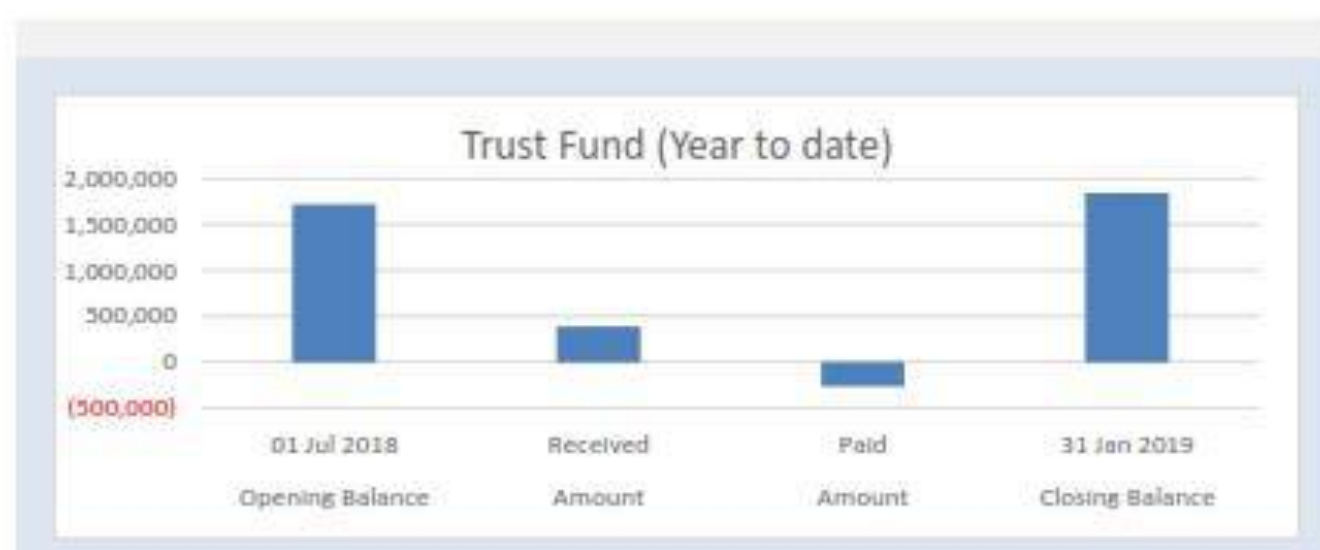 Trust Fund (Year to date)
2,000,000
1,500,000
1,000,000
500,000
0
(500,000)
01 Jul 2018 Received Paid 31 Jan 2019
Opening Balance Amount Amount Closing Balance